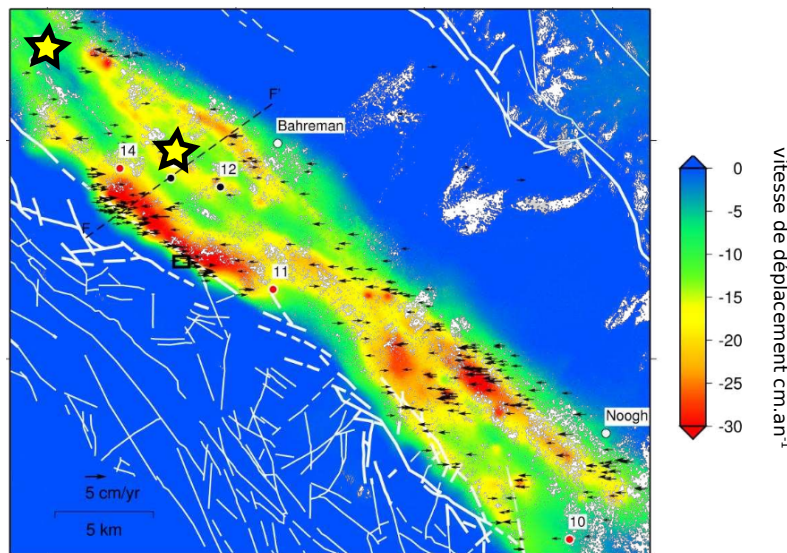 F'
Bahreman
14
12
F
11
Noogh
5 cm/yr
5 km
10
0
-5
-10
-15
-20
-25
-30
vitesse de déplacement cm.an⁻¹